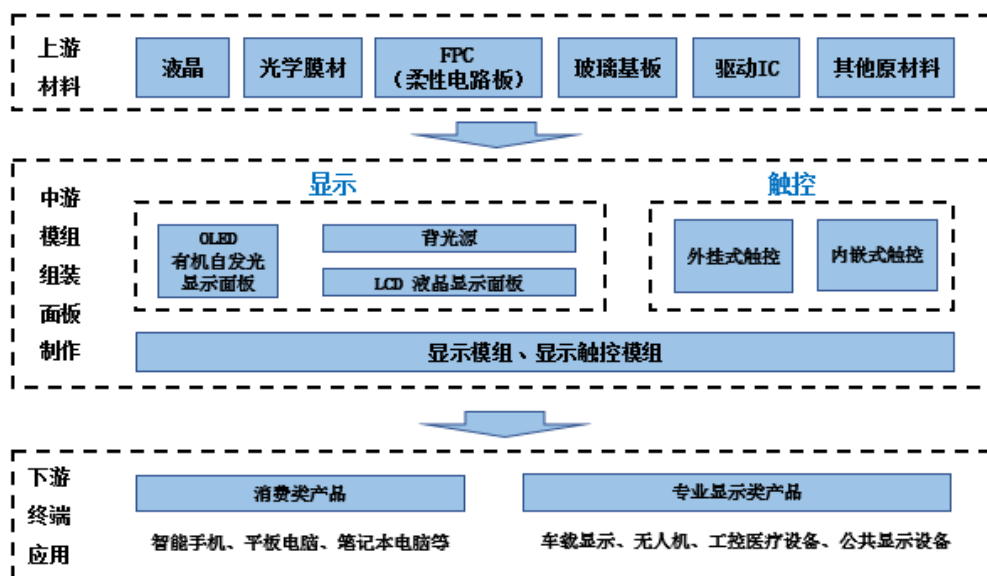 上游
材料
液晶
光学膜材
FPC
（柔性电路板）
玻璃基板
驱动IC
其他原材料
中游
模组
组装
面板
制作
显示
OLED
有机自发光
显示面板
背光源
LCD 液晶显示面板
触控
外挂式触控
内嵌式触控
显示模组、显示触控模组
下游
终端
应用
消费类产品
智能手机、平板电脑、笔记本电脑等
专业显示类产品
车载显示、无人机、工控医疗设备、公共显示设备